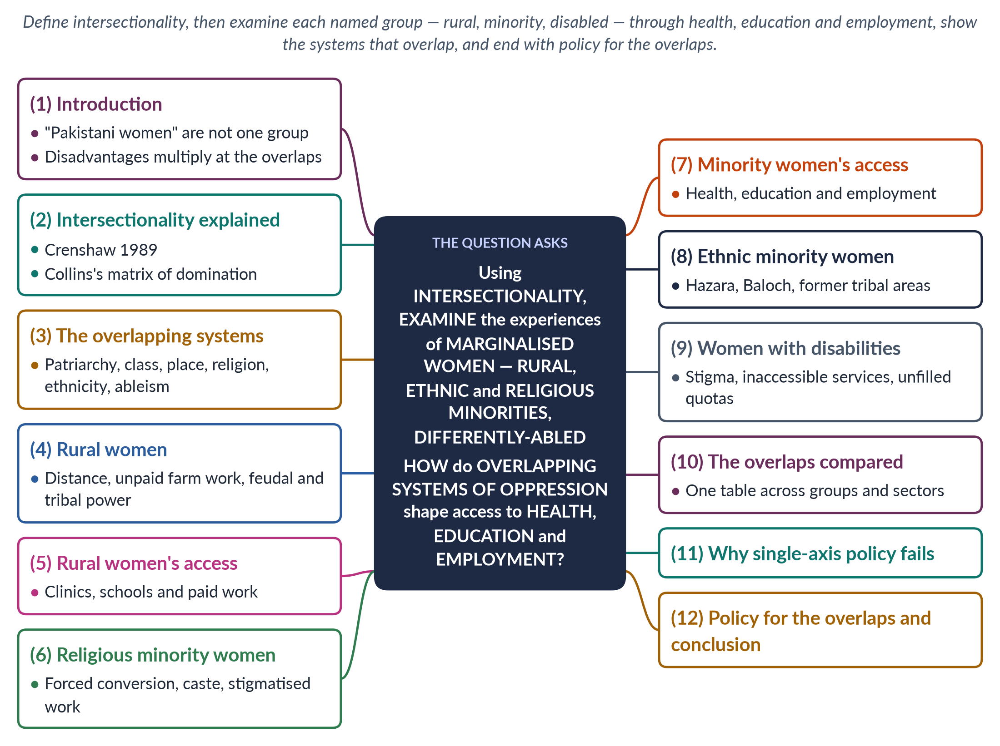 Define intersectionality, then examine each named group — rural, minority, disabled — through health, education and employment, show
the systems that overlap, and end with policy for the overlaps.
(1) Introduction
• "Pakistani women" are not one group
• Disadvantages multiply at the overlaps
(2) Intersectionality explained
• Crenshaw 1989
• Collins's matrix of domination
(3) The overlapping systems
• Patriarchy, class, place, religion,
ethnicity, ableism
(4) Rural women
• Distance, unpaid farm work, feudal and
tribal power
(5) Rural women's access
• Clinics, schools and paid work
(6) Religious minority women
• Forced conversion, caste, stigmatised
work
THE QUESTION ASKS
Using
INTERSECTIONALITY,
EXAMINE the experiences
of MARGINALISED
WOMEN — RURAL,
ETHNIC and RELIGIOUS
MINORITIES,
DIFFERENTLY-ABLED
HOW do OVERLAPPING
SYSTEMS OF OPPRESSION
shape access to HEALTH,
EDUCATION and
EMPLOYMENT?
(7) Minority women's access
• Health, education and employment
(8) Ethnic minority women
• Hazara, Baloch, former tribal areas
(9) Women with disabilities
• Stigma, inaccessible services, unfilled
quotas
(10) The overlaps compared
• One table across groups and sectors
(11) Why single-axis policy fails
(12) Policy for the overlaps and
conclusion